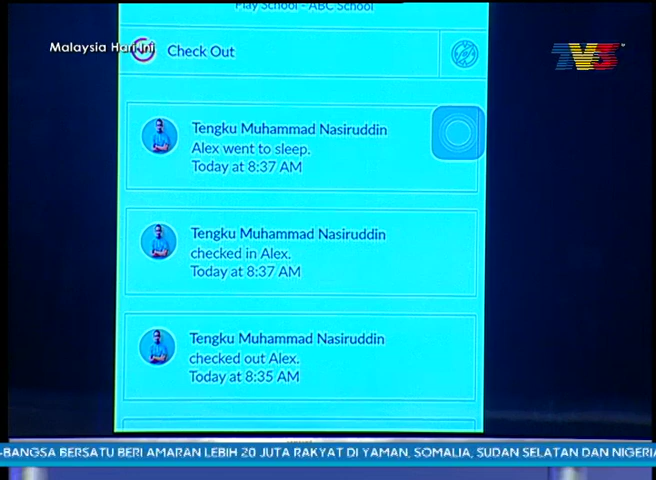 Play School - ABC School
Malaysia Hari Ini
Check Out
TV3
Tengku Muhammad Nasiruddin
Alex went to sleep.
Today at 8:37 AM
Tengku Muhammad Nasiruddin
checked in Alex.
Today at 8:37 AM
Tengku Muhammad Nasiruddin
checked out Alex.
Today at 8:35 AM
-BANGSA BERSATU BERI AMARAN LEBIH 20 JUTA RAKYAT DI YAMAN, SOMALIA, SUDAN SELATAN DAN NIGERIA